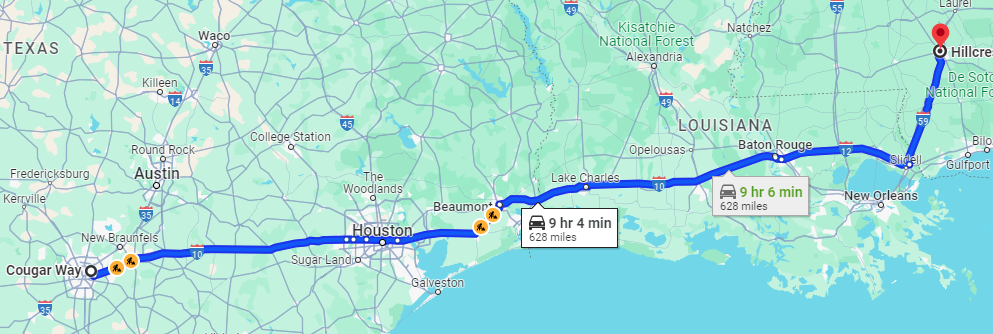 Laurel
49
55
TEXAS
Waco
Kisatchie
National Forest
Natchez
Hillcres
35
Alexandria
De Soto
National Fo
Killeen
14
49
45
LOUISIANA
59
College Station
Baton Rouge
12
Round Rock
Opelousas
Slidell
Bilo
Gulfport
Austin
Fredericksburg
The
Woodlands
Lake Charles
10
9 hr 6 min
628 miles
New Orleans
Kerrville
35
Beaumont
9 hr 4 min
628 miles
New Braunfels
Houston
10
Sugar Land
Cougar Way
Galveston
35